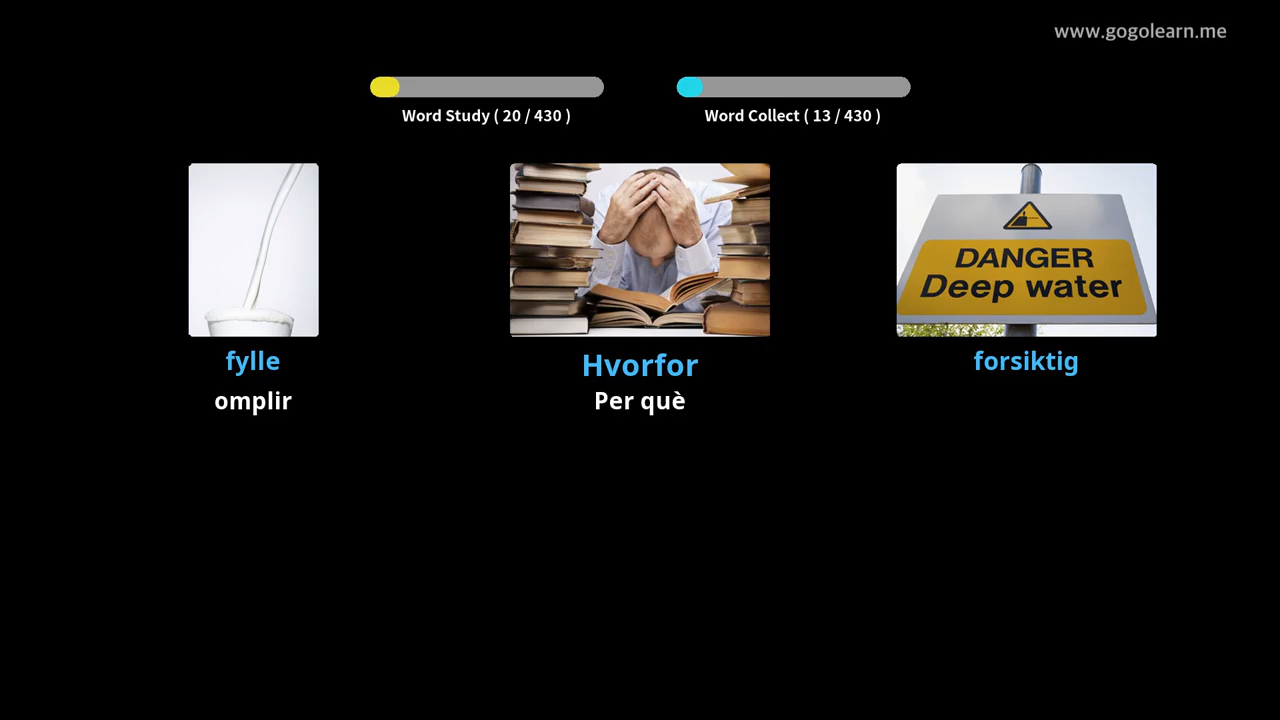 www.gogolearn.me
Word Study ( 20 / 430 )
Word Collect ( 13 / 430 )
DANGER
Deep water
fylle
Hvorfor
forsiktig
omplir
Per què